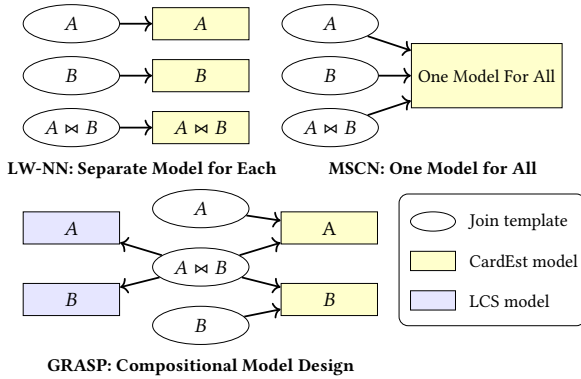 A
A
B
B
A ⋈ B
A ⋈ B
LW-NN: Separate Model for Each
A
B
A ⋈ B
One Model For All
MSCN: One Model for All
A
A
A
A ⋈ B
B
B
B
GRASP: Compositional Model Design
Join template
CardEst model
LCS model